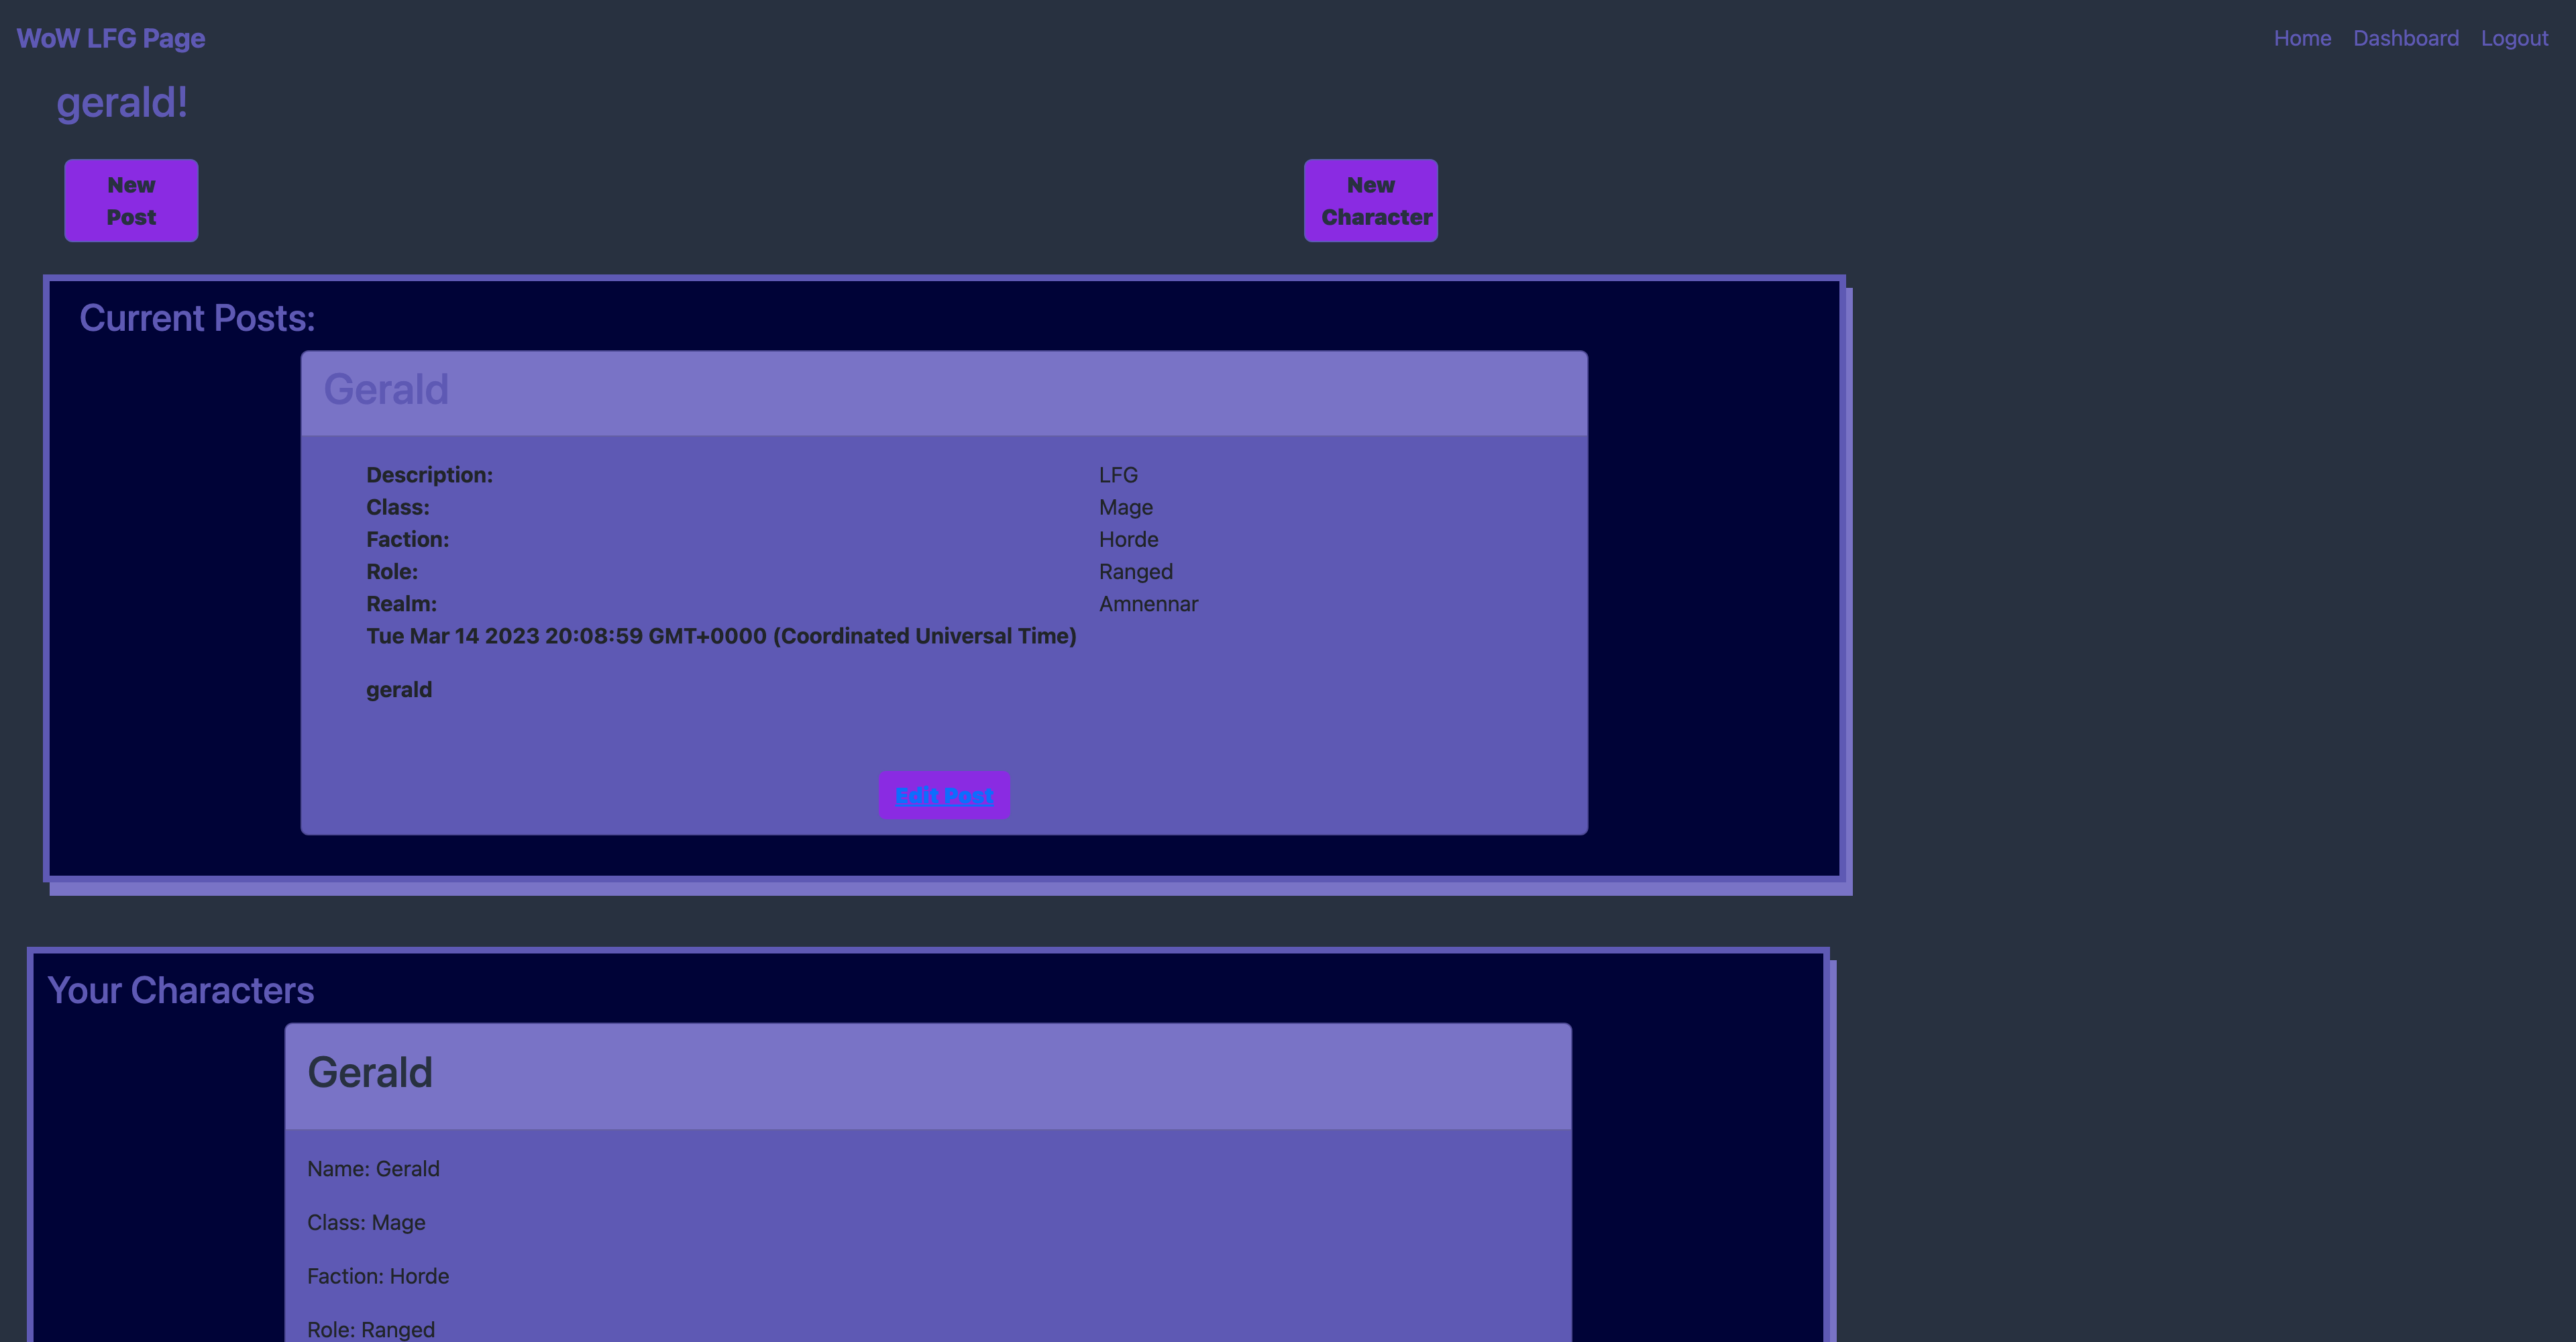 WoW LFG Page
Home Dashboard Logout
gerald!
New
Post
New
Character
Current Posts:
Gerald
Description: LFG
Class: Mage
Faction: Horde
Role: Ranged
Realm: Amnennar
Tue Mar 14 2023 20:08:59 GMT+0000 (Coordinated Universal Time)
gerald
Edit Post
Your Characters
Gerald
Name: Gerald
Class: Mage
Faction: Horde
Role: Ranged